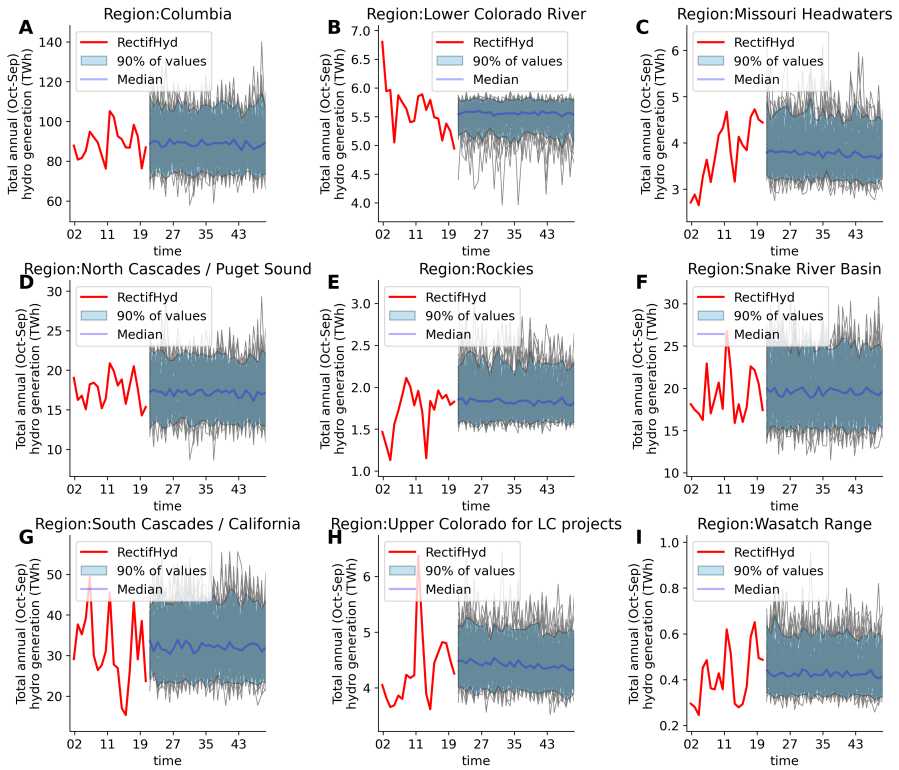 A Region:Columbia
RectifHyd
90% of values
Median
Total annual (Oct-Sep)
hydro generation (TWh)
140
120
100
80
60
02 11 19 27 35 43
time
B Region:Lower Colorado River
RectifHyd
90% of values
Median
Total annual (Oct-Sep)
hydro generation (TWh)
7.0
6.5
6.0
5.5
5.0
4.5
4.0
02 11 19 27 35 43
time
C Region:Missouri Headwaters
RectifHyd
90% of values
Median
Total annual (Oct-Sep)
hydro generation (TWh)
6
5
4
3
02 11 19 27 35 43
time
D Region:North Cascades / Puget Sound
RectifHyd
90% of values
Median
Total annual (Oct-Sep)
hydro generation (TWh)
30
25
20
15
10
02 11 19 27 35 43
time
E Region:Rockies
RectifHyd
90% of values
Median
Total annual (Oct-Sep)
hydro generation (TWh)
3.0
2.5
2.0
1.5
1.0
02 11 19 27 35 43
time
F Region:Snake River Basin
RectifHyd
90% of values
Median
Total annual (Oct-Sep)
hydro generation (TWh)
30
25
20
15
10
02 11 19 27 35 43
time
G Region:South Cascades / California
RectifHyd
90% of values
Median
Total annual (Oct-Sep)
hydro generation (TWh)
50
40
30
20
02 11 19 27 35 43
time
H Region:Upper Colorado for LC projects
RectifHyd
90% of values
Median
Total annual (Oct-Sep)
hydro generation (TWh)
6
5
4
02 11 19 27 35 43
time
I Region:Wasatch Range
RectifHyd
90% of values
Median
Total annual (Oct-Sep)
hydro generation (TWh)
1.0
0.8
0.6
0.4
0.2
02 11 19 27 35 43
time